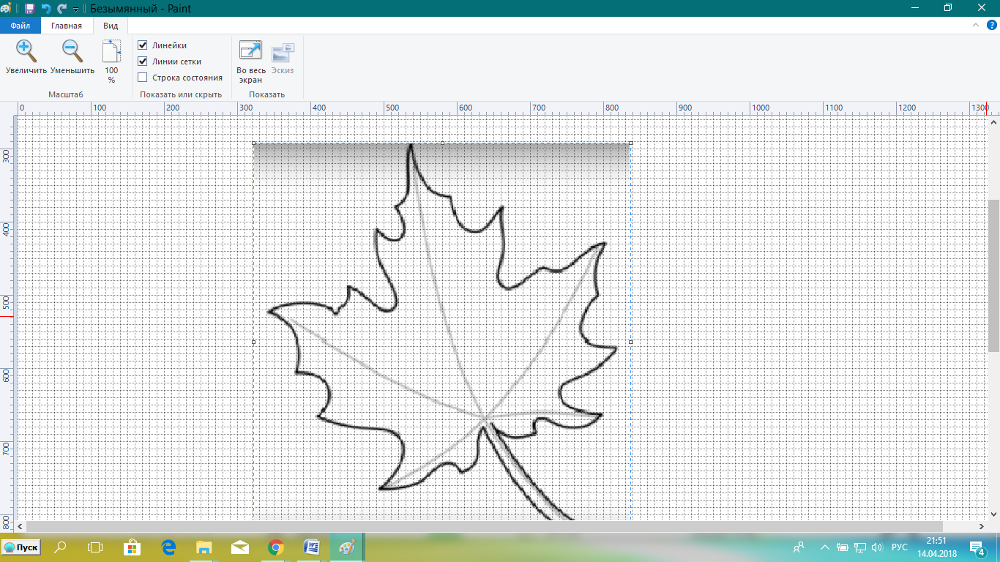 Безымянный - Paint
Файл Главная Вид
Увеличить Уменьшить 100 %
Масштаб
Линейки
Линии сетки
Строка состояния
Показать или скрыть
Во весь экран Эскиз
Показать
0 100 200 300 400 500 600 700 800 900 1000 1100 1200 1300
300
400
500
600
700
800
Пуск
РУС
21:51
14.04.2018
4